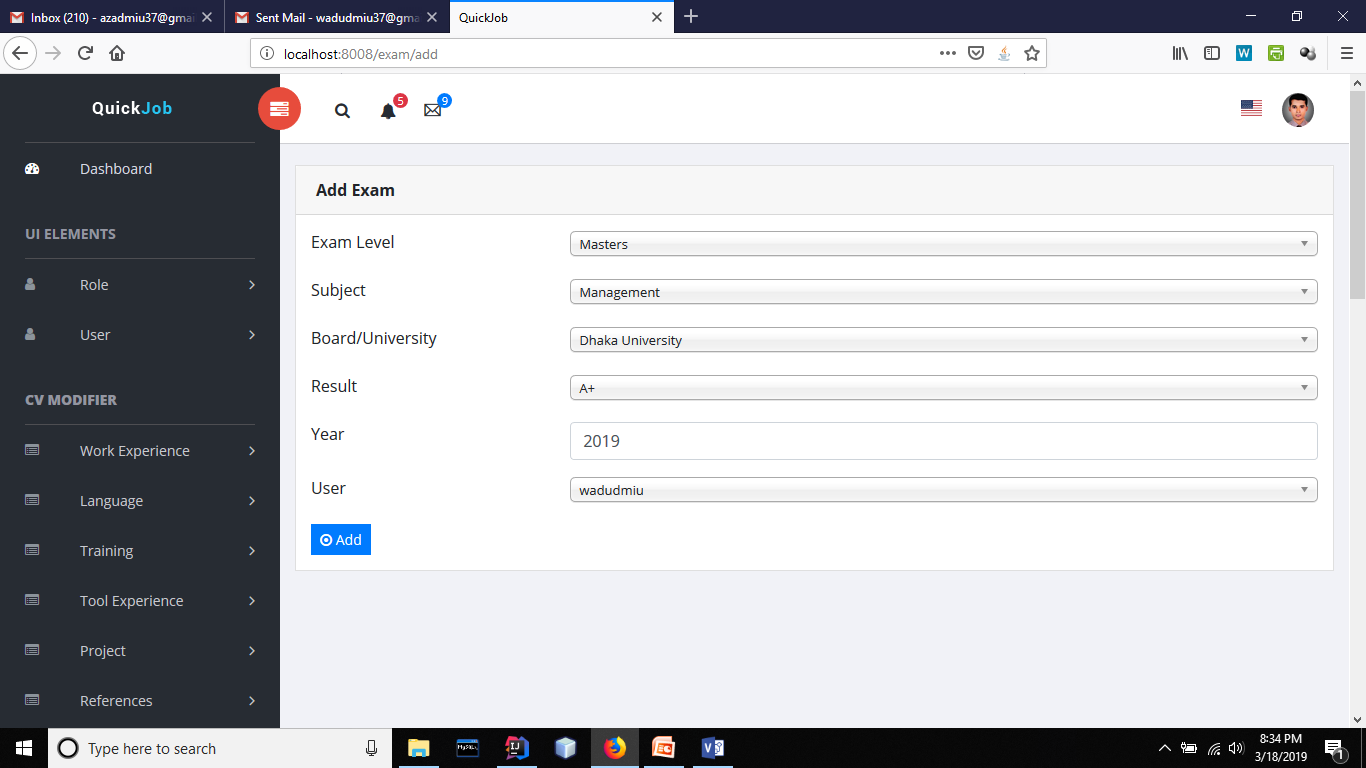 Inbox (210) - azadmiu37@gmai
Sent Mail - wadudmiu37@gma
QuickJob
localhost:8008/exam/add
QuickJob
5
9
Dashboard
UI ELEMENTS
Role
User
CV MODIFIER
Work Experience
Language
Training
Tool Experience
Project
References
Add Exam
Exam Level
Masters
Subject
Management
Board/University
Dhaka University
Result
A+
Year
2019
User
wadudmiu
Add
Type here to search
8:34 PM
3/18/2019
1